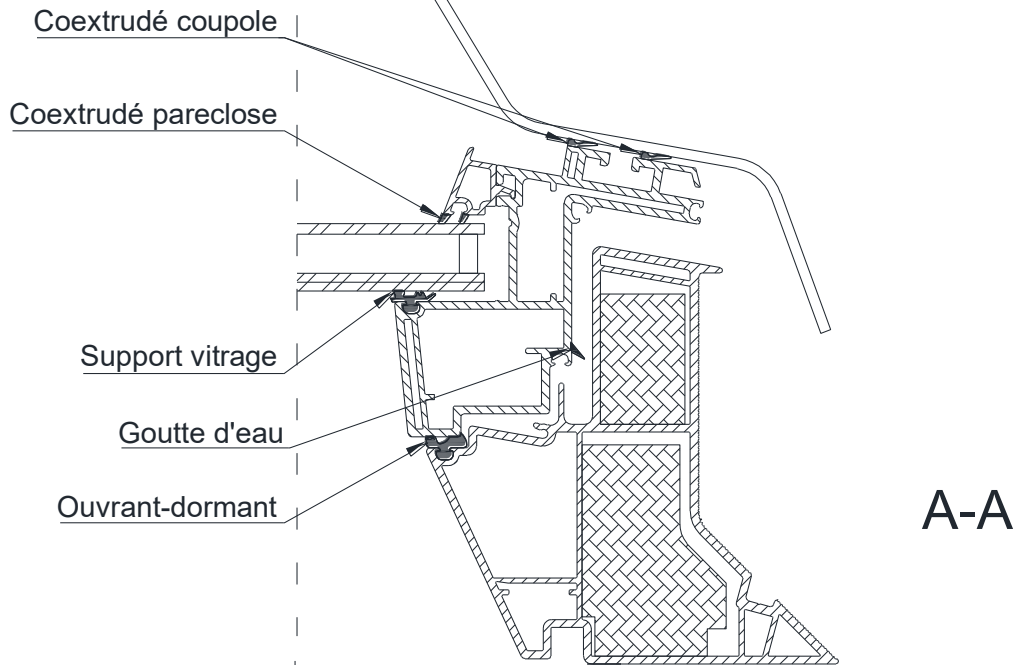 Coextrudé coupole
Coextrudé pareclose
Support vitrage
Goutte d'eau
Ouvrant-dormant
A-A